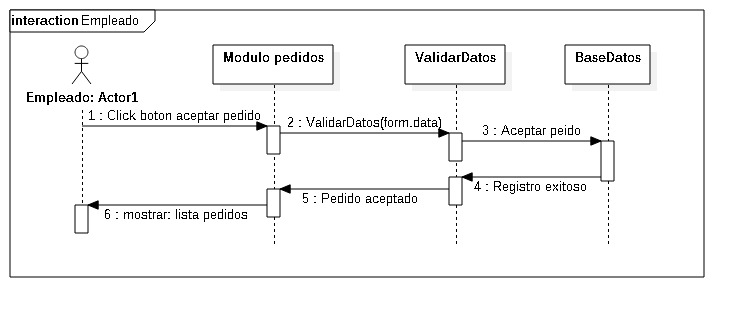 interaction Empleado
Modulo pedidos
ValidarDatos
BaseDatos
Empleado: Actor1
1 : Click boton aceptar pedido
2 : ValidarDatos(form.data)
3 : Aceptar peido
4 : Registro exitoso
5 : Pedido aceptado
6 : mostrar: lista pedidos